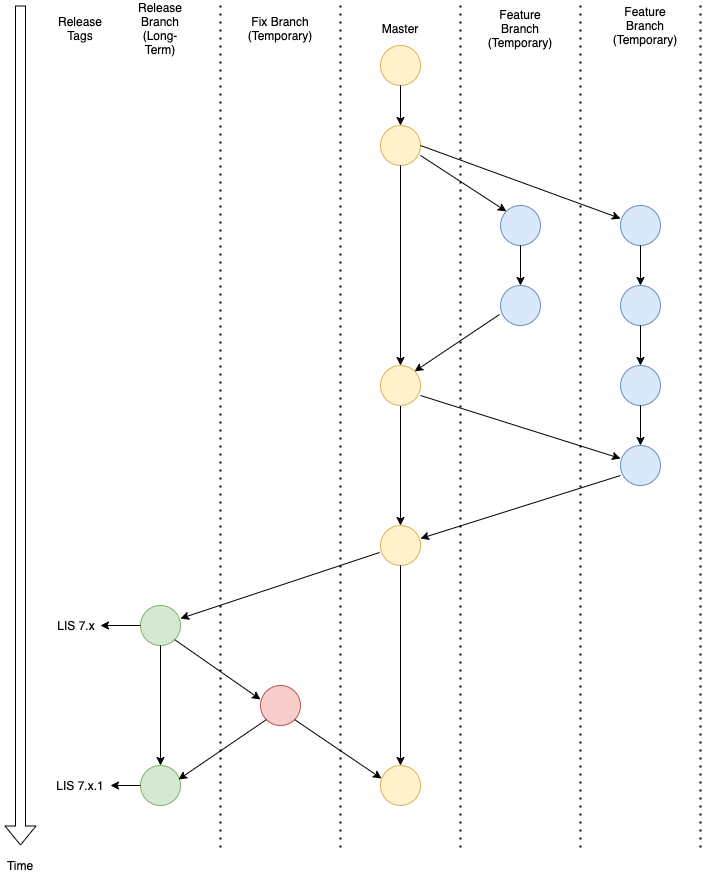 Release
Tags
Release
Branch
(Long-
Term)
Fix Branch
(Temporary)
Master
Feature
Branch
(Temporary)
Feature
Branch
(Temporary)
LIS 7.x
LIS 7.x.1
Time